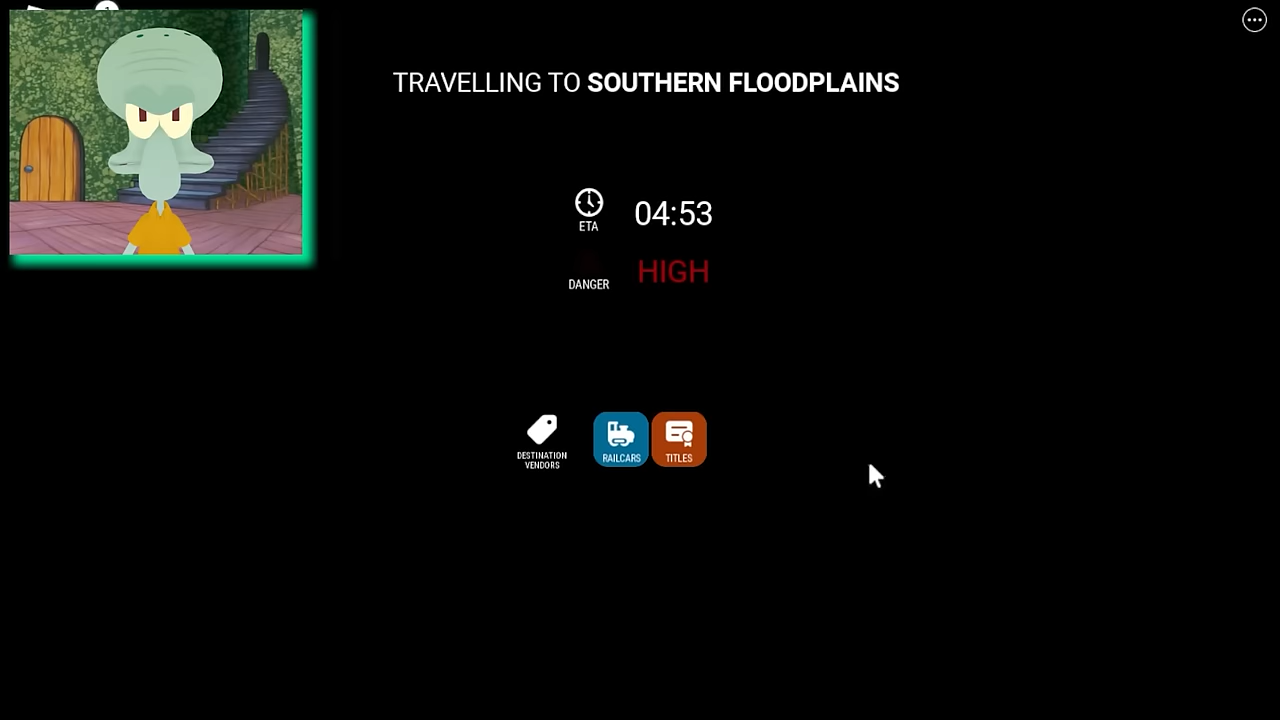 TRAVELLING TO SOUTHERN FLOODPLAINS
ETA 04:53
DANGER HIGH
DESTINATION
VENDORS
RAILCARS
TITLES